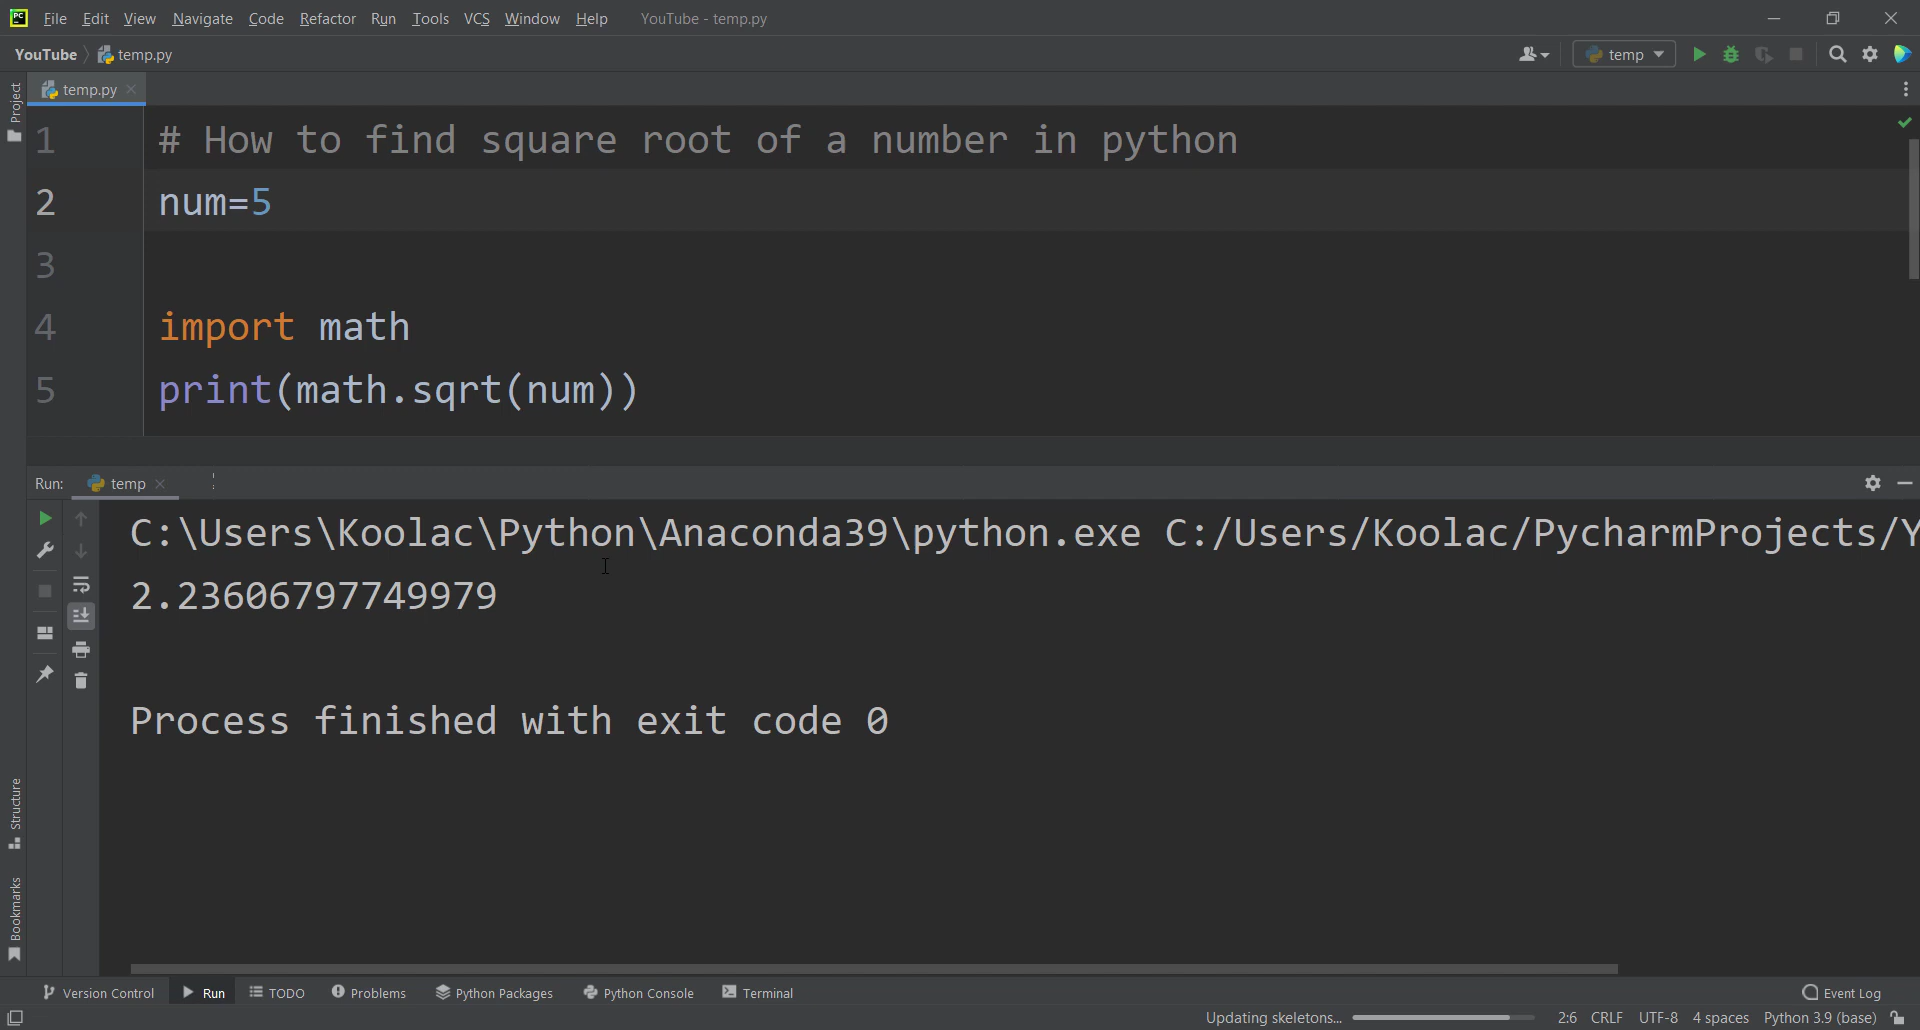 File Edit View Navigate Code Refactor Run Tools VCS Window Help YouTube - temp.py
YouTube temp.py temp
Project
temp.py
1 # How to find square root of a number in python
2 num=5
3
4 import math
5 print(math.sqrt(num))
Run: temp
C:\Users\Koolac\Python\Anaconda39\python.exe C:/Users/Koolac/PycharmProjects/Y
2.23606797749979
Process finished with exit code 0
Structure
Bookmarks
Version Control Run TODO Problems Python Packages Python Console Terminal Event Log
Updating skeletons... 2:6 CRLF UTF-8 4 spaces Python 3.9 (base)